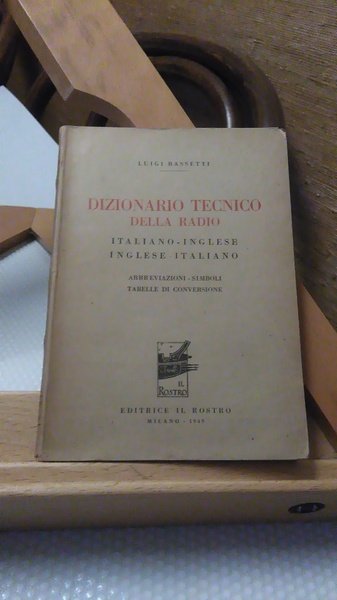 LUIGI BASSETTI
DIZIONARIO TECNICO
DELLA RADIO
ITALIANO - INGLESE
INGLESE - ITALIANO
ABBREVIAZIONI - SIMBOLI
TABELLE DI CONVERSIONE
IL
ROSTRO
EDITRICE IL ROSTRO
MILANO - 1949